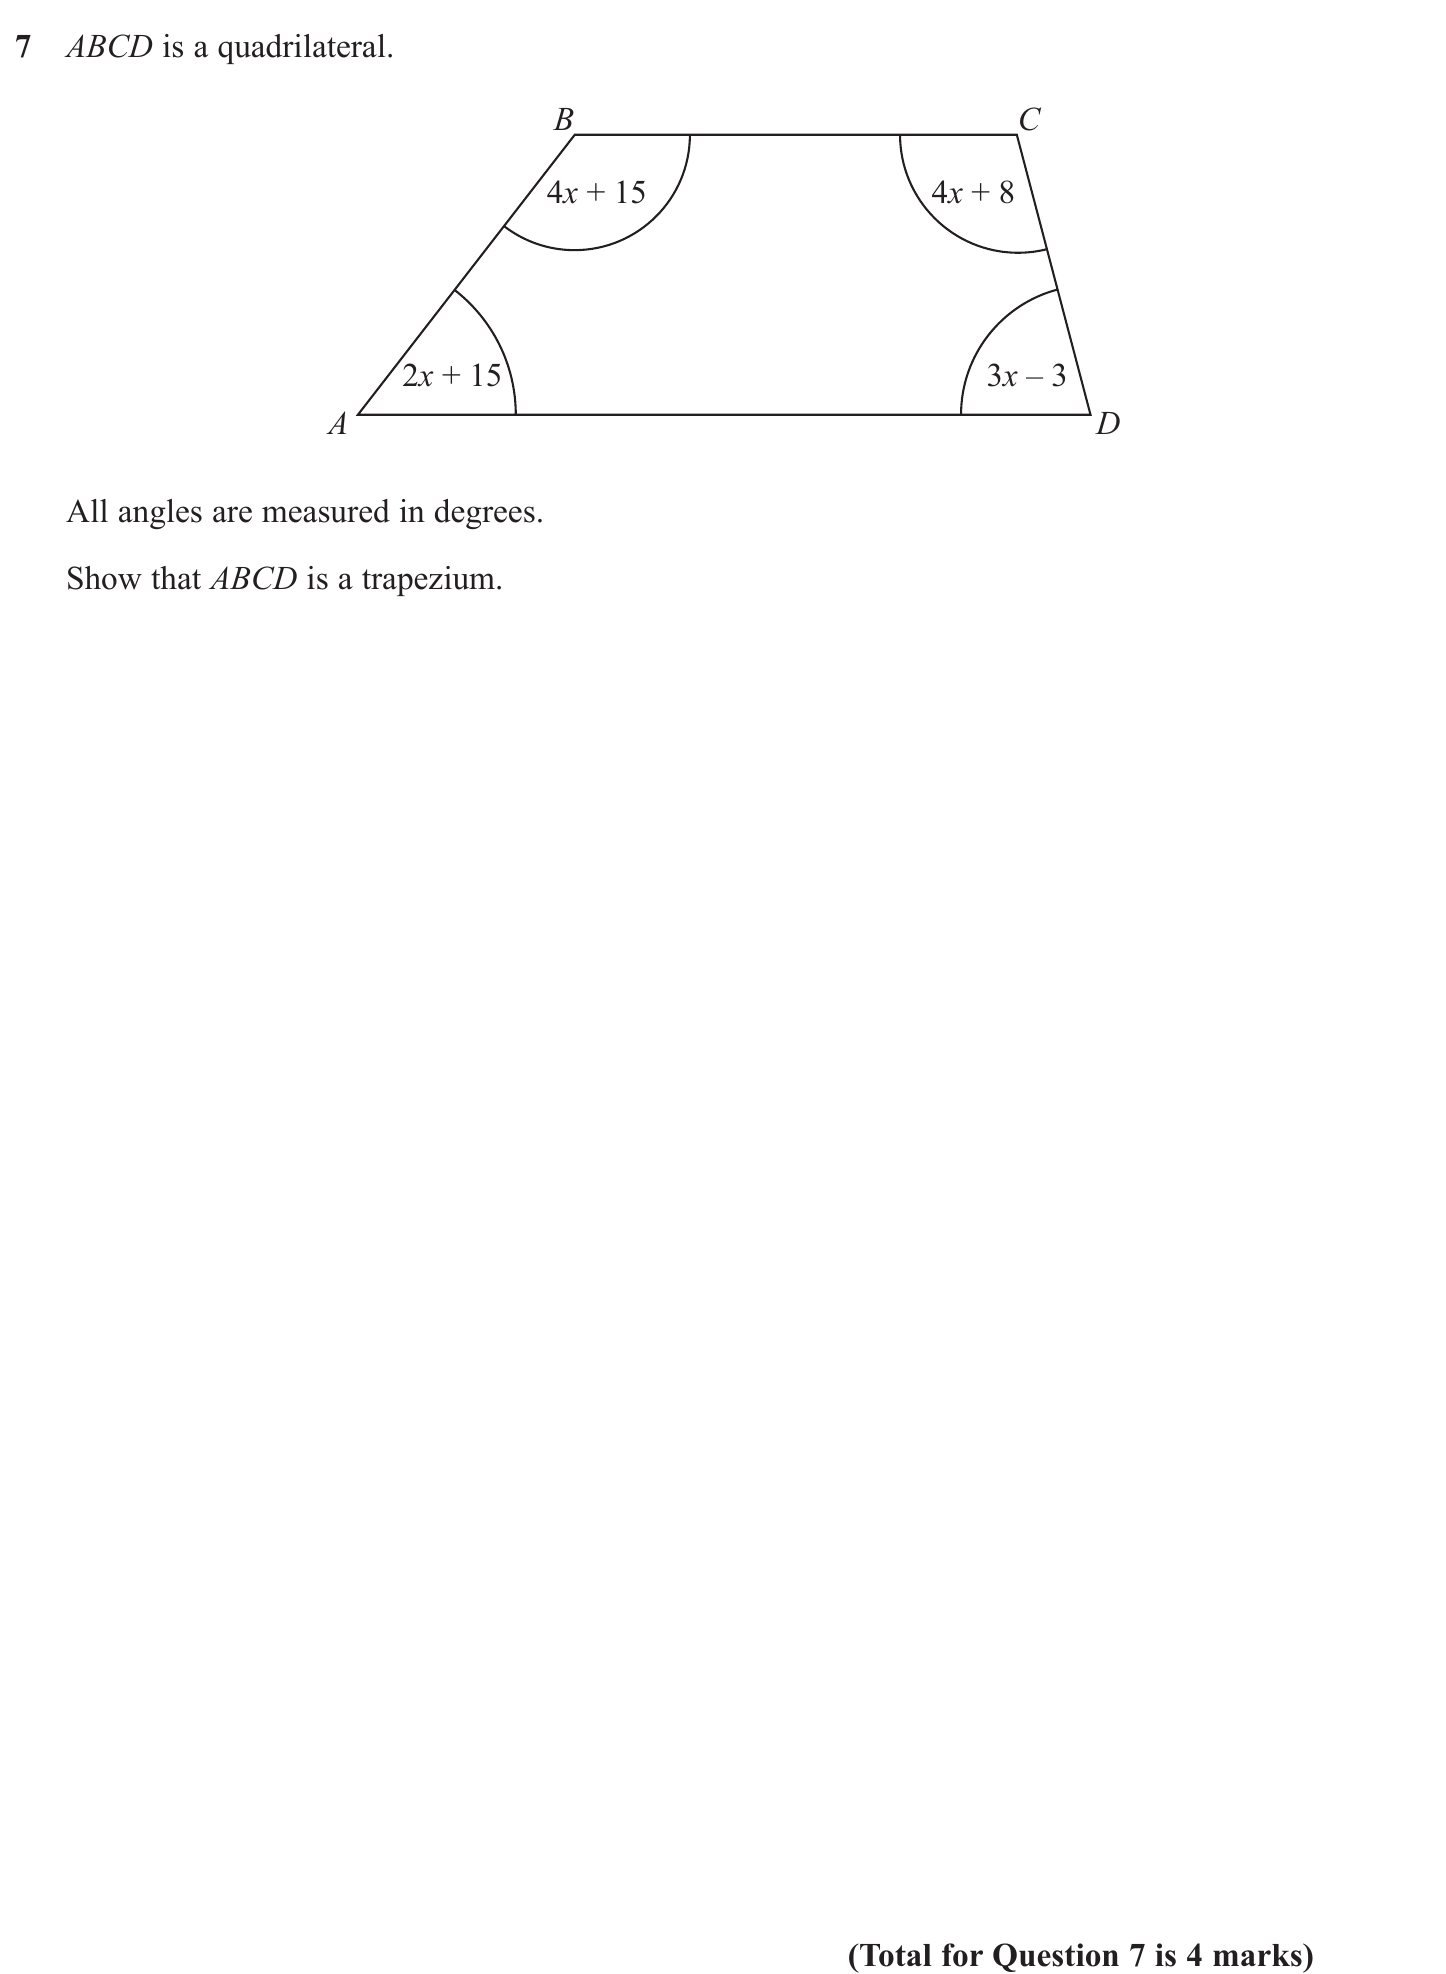 7 ABCD is a quadrilateral.
B C
4x + 15 4x + 8
2x + 15 3x – 3
A D
All angles are measured in degrees.
Show that ABCD is a trapezium.
(Total for Question 7 is 4 marks)